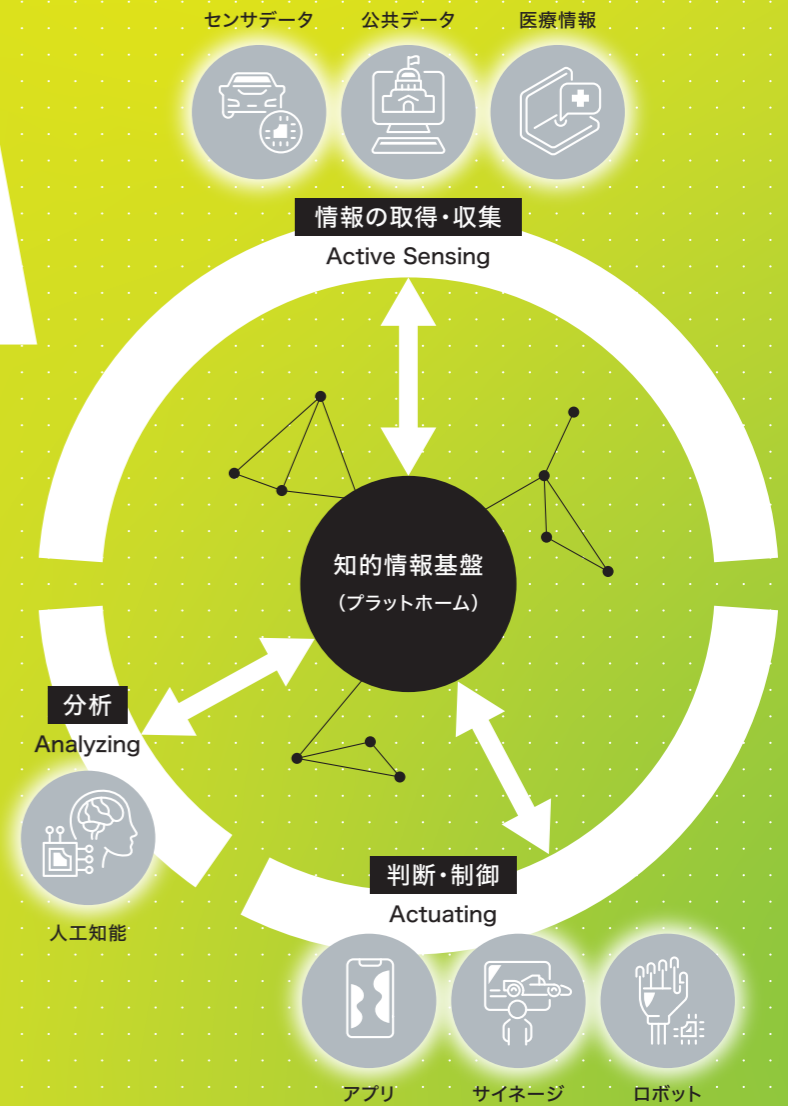 センサデータ
公共データ
医療情報
情報の取得・収集
Active Sensing
知的情報基盤
（プラットホーム）
分析
Analyzing
人工知能
判断・制御
Actuating
アプリ
サイネージ
ロボット